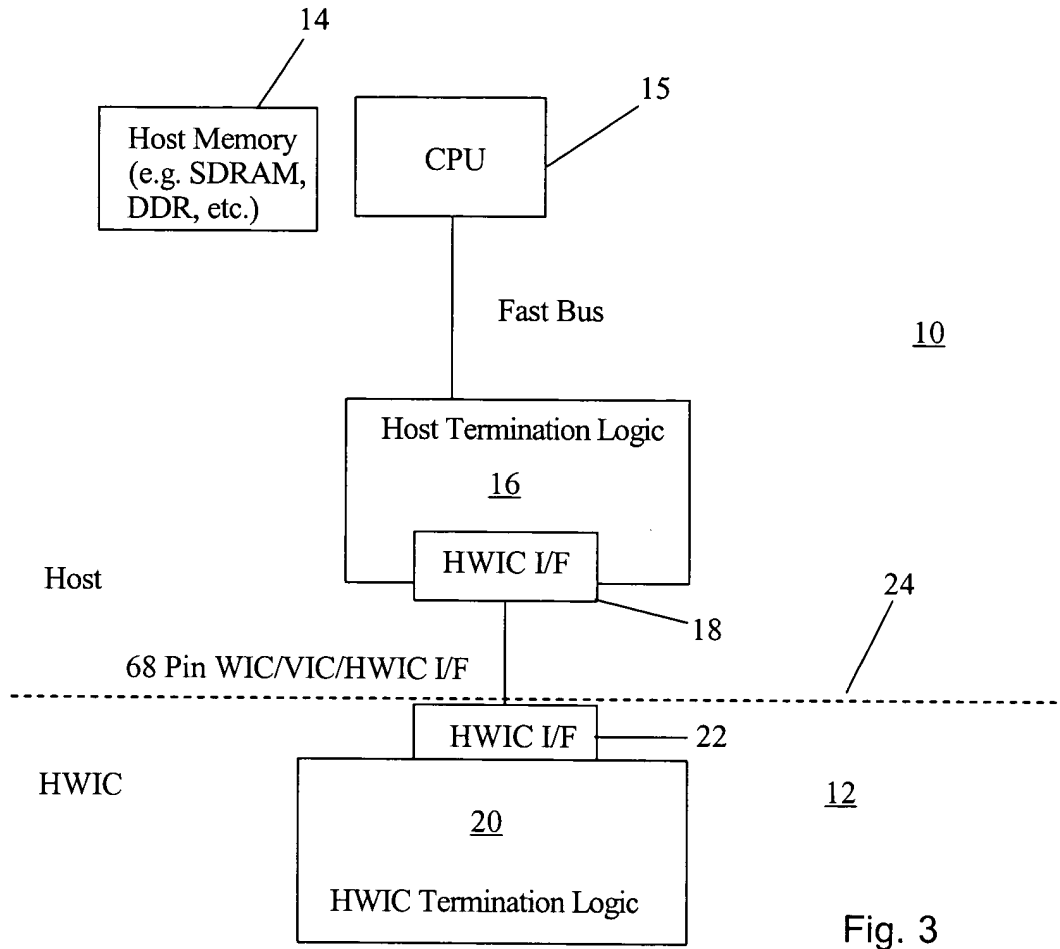 14
15
Host Memory
(e.g. SDRAM,
DDR, etc.)
CPU
Fast Bus
10
Host Termination Logic
16
HWIC I/F
Host
24
18
68 Pin WIC/VIC/HWIC I/F
HWIC I/F
22
HWIC
12
20
HWIC Termination Logic
Fig. 3